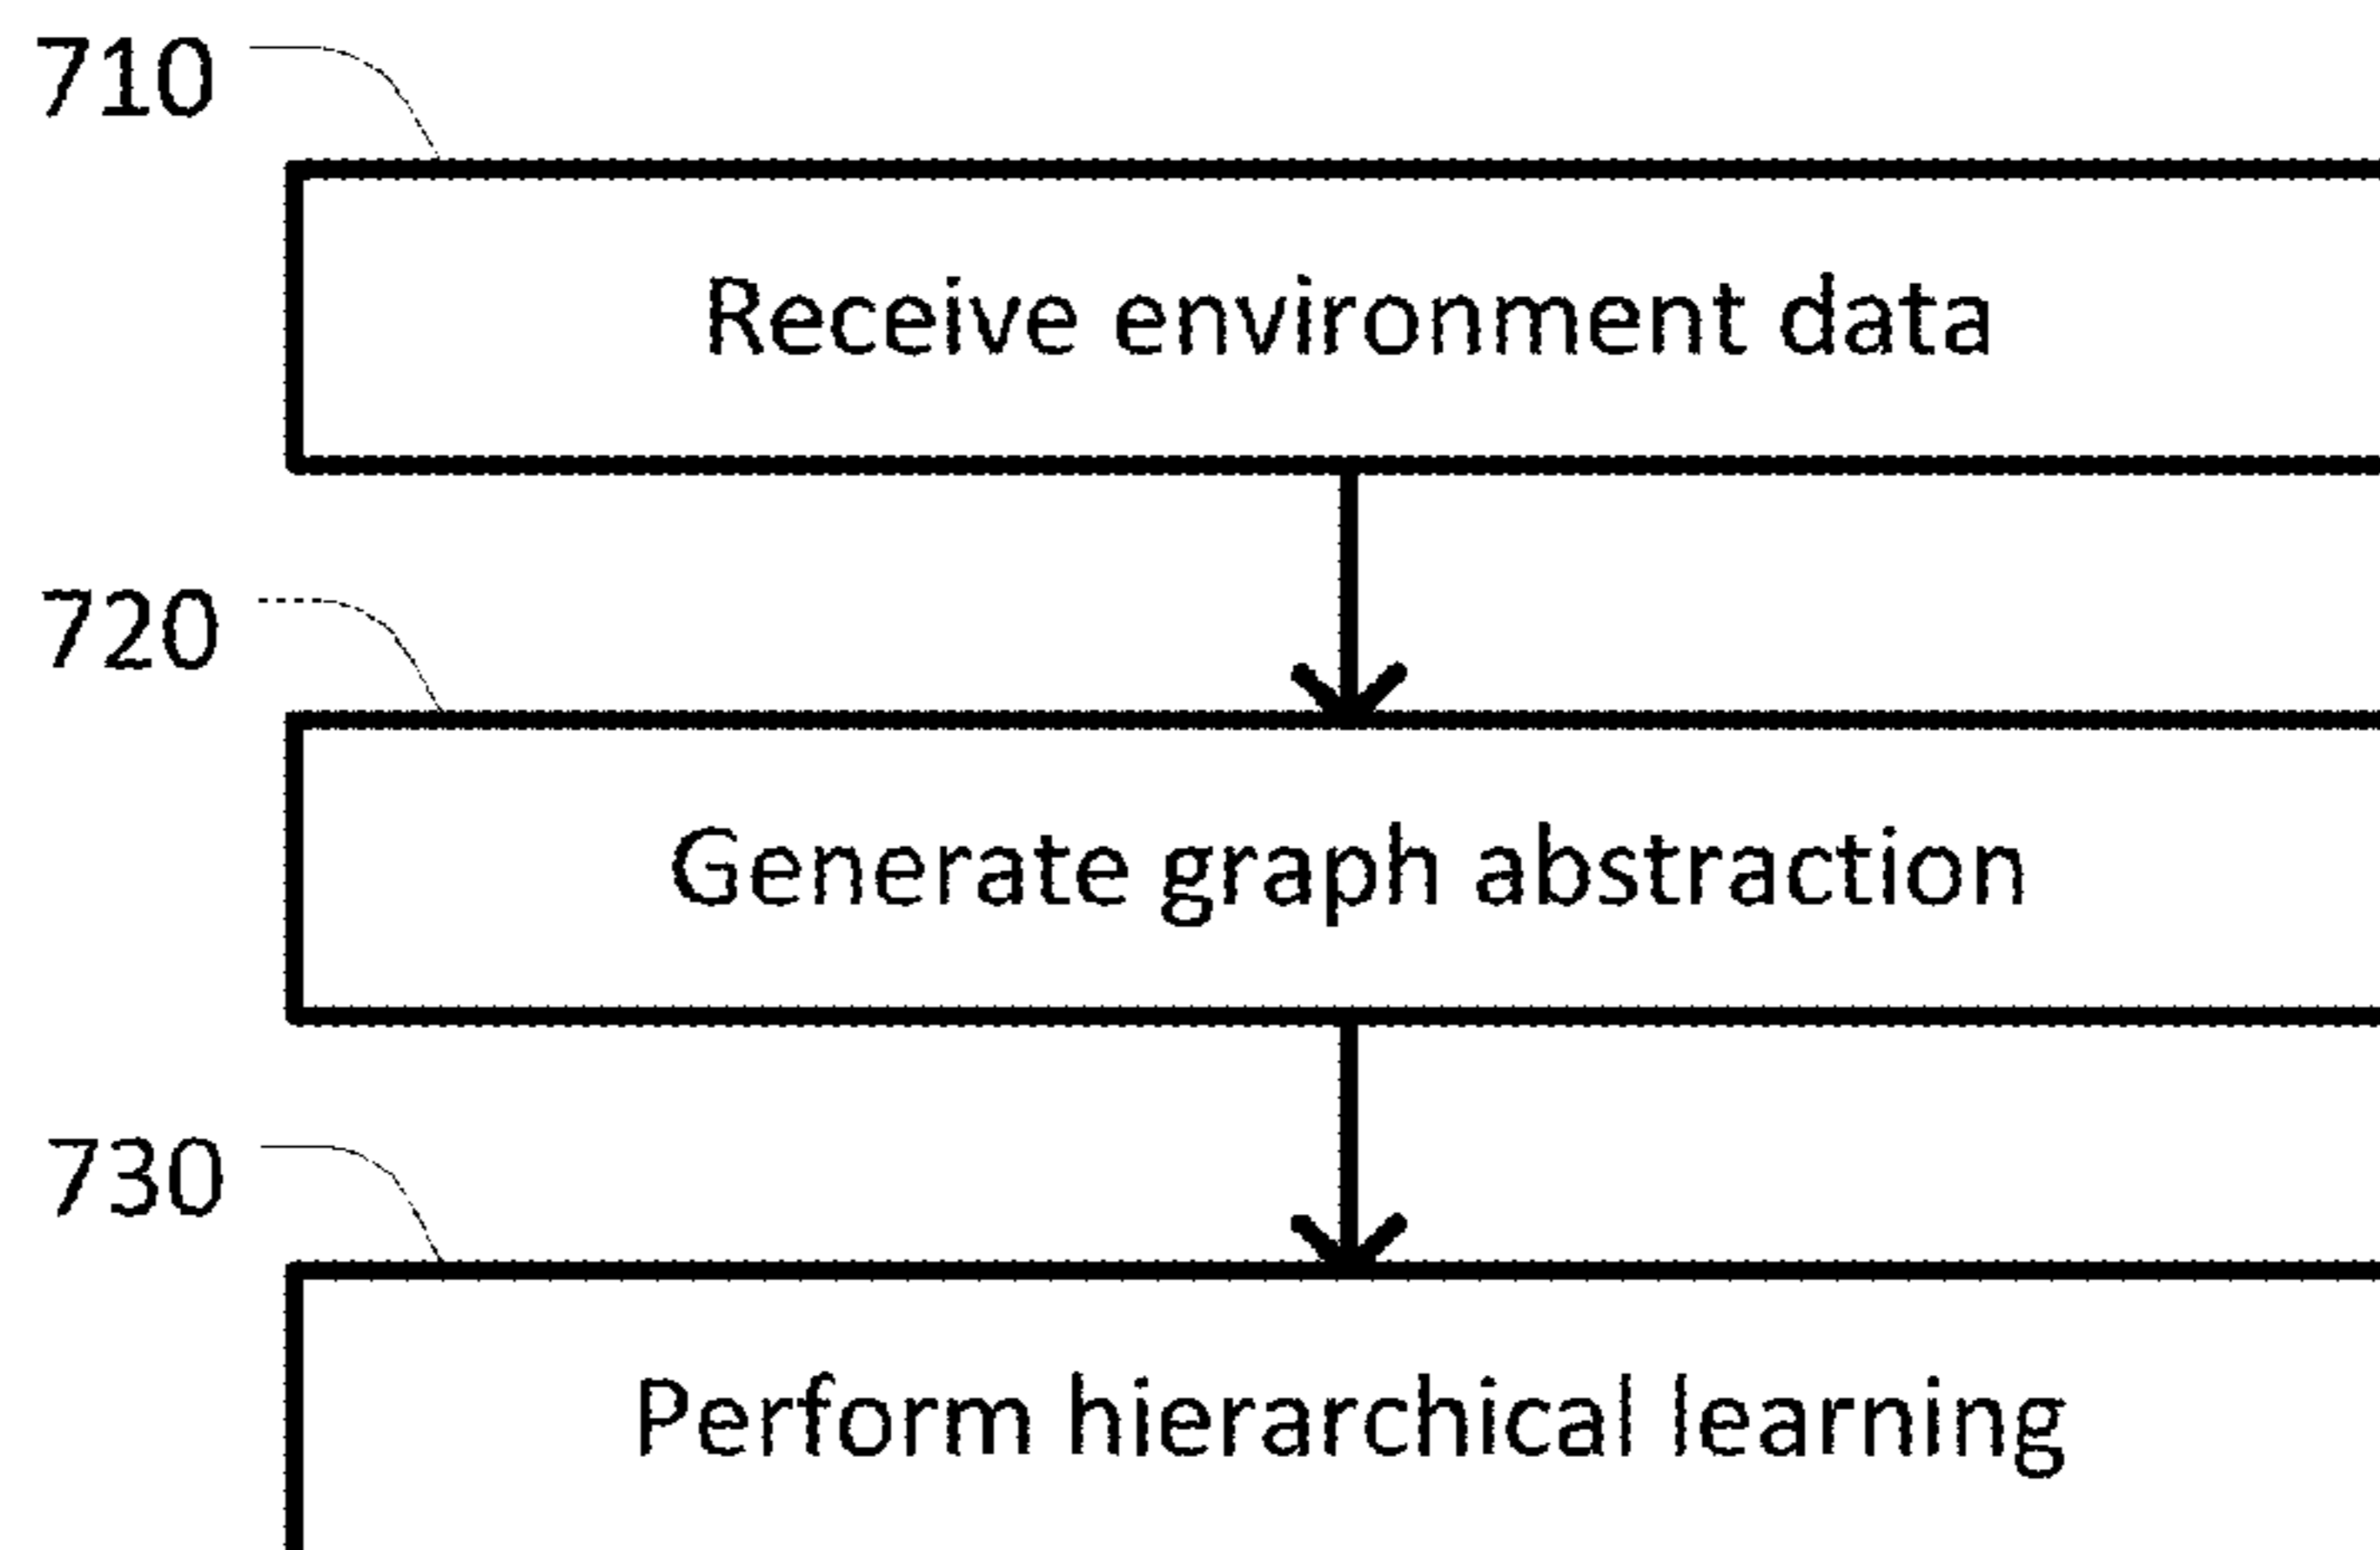 710
Receive environment data
720
Generate graph abstraction
730
Perform hierarchical learning